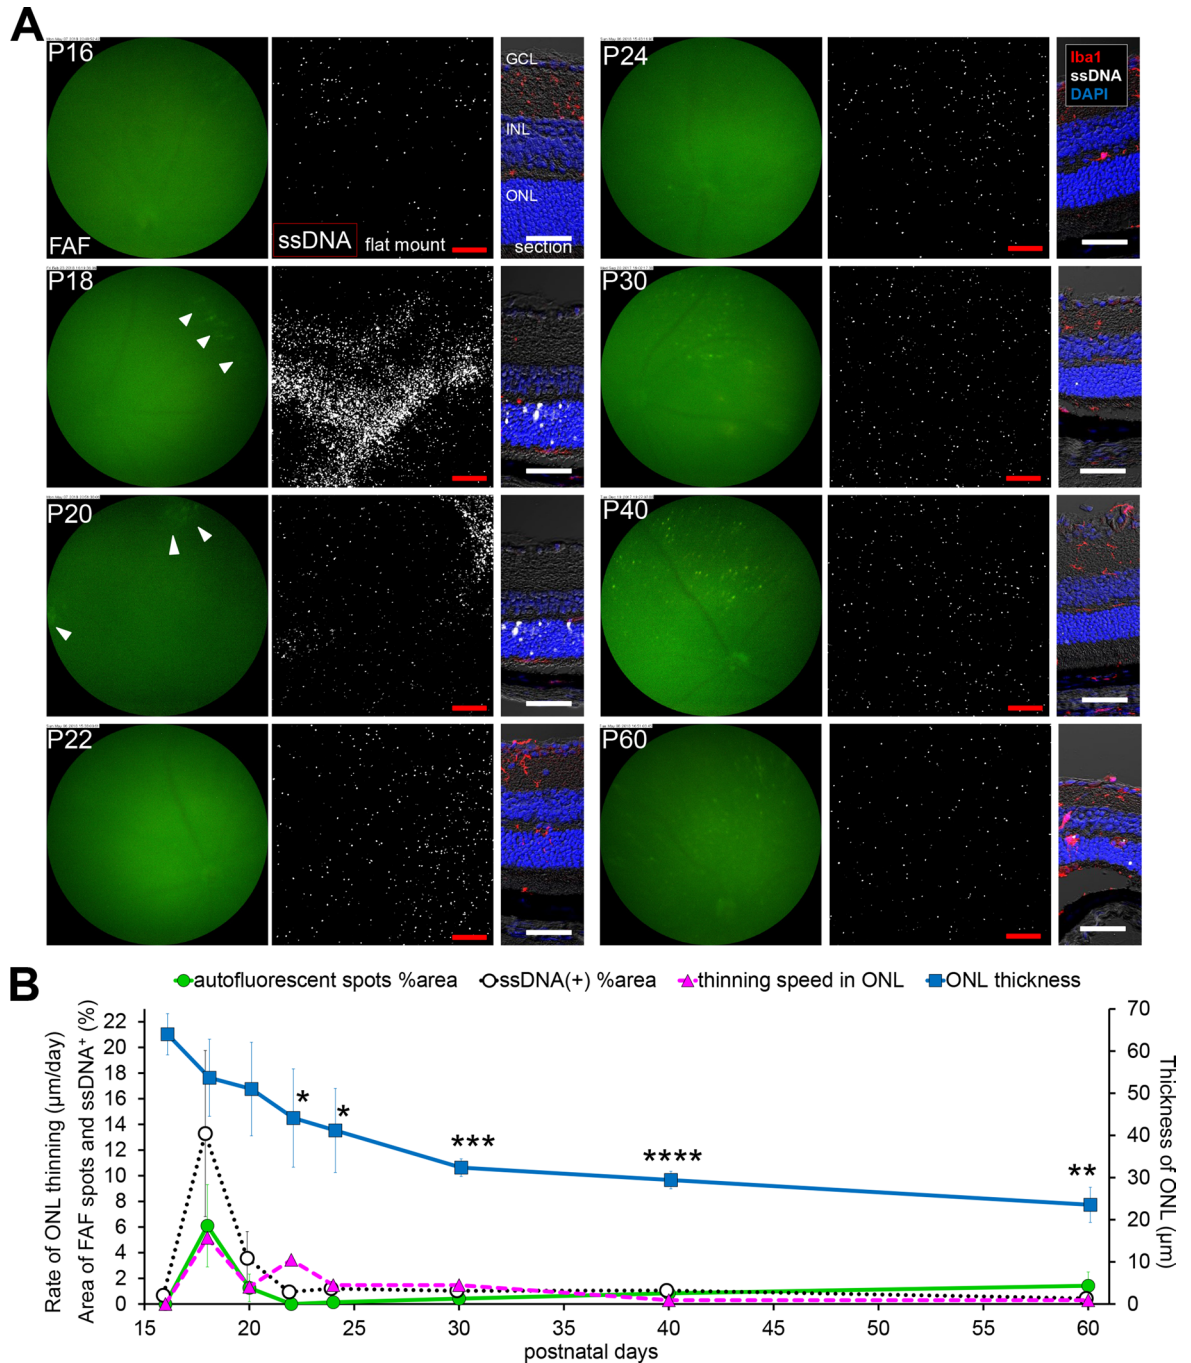 A
P16
FAF
ssDNA
flat mount
GCL
INL
ONL
section
P24
Iba1
ssDNA
DAPI
P18
P30
P20
P40
P22
P60
B
autofluorescent spots %area
ssDNA(+) %area
thinning speed in ONL
ONL thickness
Rate of ONL thinning (µm/day)
Area of FAF spots and ssDNA⁺ (%)
22
20
18
16
14
12
10
8
6
4
2
0
*
*
***
****
**
70
60
50
40
30
20
10
0
Thickness of ONL (µm)
15
20
25
30
35
40
45
50
55
60
postnatal days